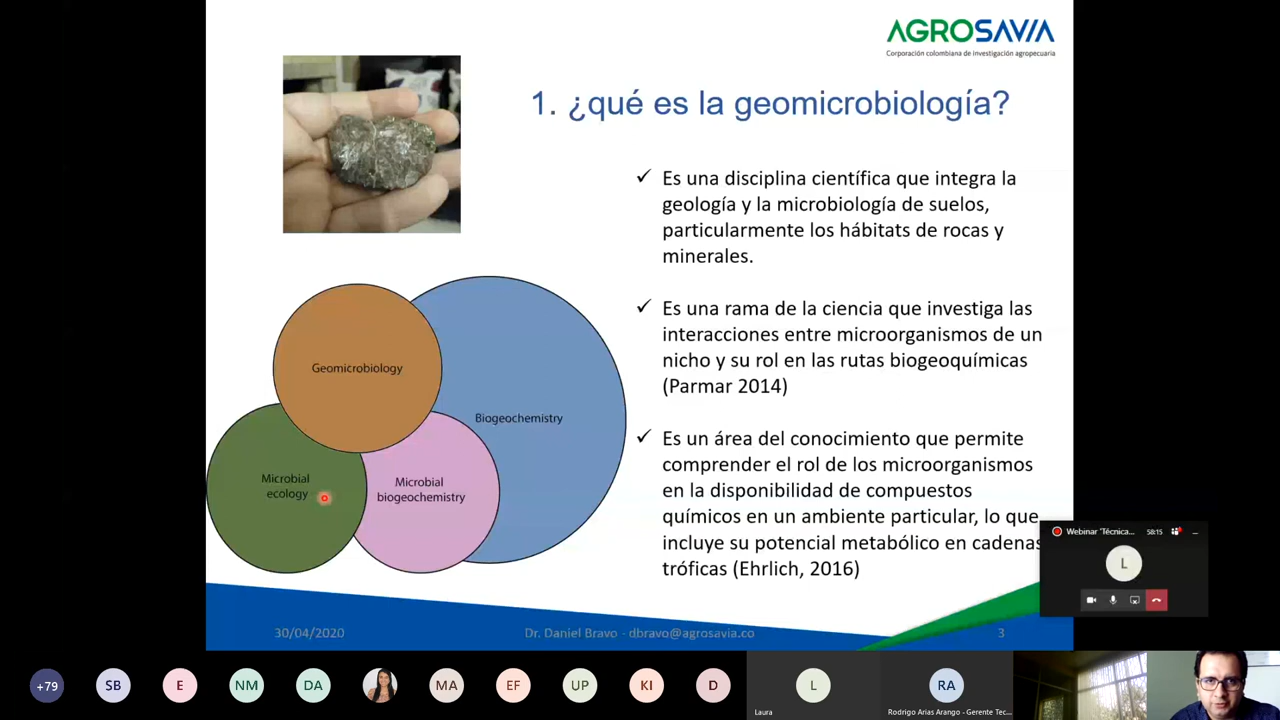 AGROSAVIA
Corporación colombiana de investigación agropecuaria
1. ¿qué es la geomicrobiología?
✓ Es una disciplina científica que integra la
geología y la microbiología de suelos,
particularmente los hábitats de rocas y
minerales.
✓ Es una rama de la ciencia que investiga las
interacciones entre microorganismos de un
nicho y su rol en las rutas biogeoquímicas
(Parmar 2014)
✓ Es un área del conocimiento que permite
comprender el rol de los microorganismos
en la disponibilidad de compuestos
químicos en un ambiente particular, lo que
incluye su potencial metabólico en cadenas
tróficas (Ehrlich, 2016)
Geomicrobiology
Biogeochemistry
Microbial
ecology
Microbial
biogeochemistry
Webinar 'Técnica...
58:15
L
30/04/2020
Dr. Daniel Bravo - dbravo@agrosavia.co
3
+79
SB
E
NM
DA
MA
EF
UP
KI
D
L
Laura
RA
Rodrigo Arias Arango - Gerente Tec...